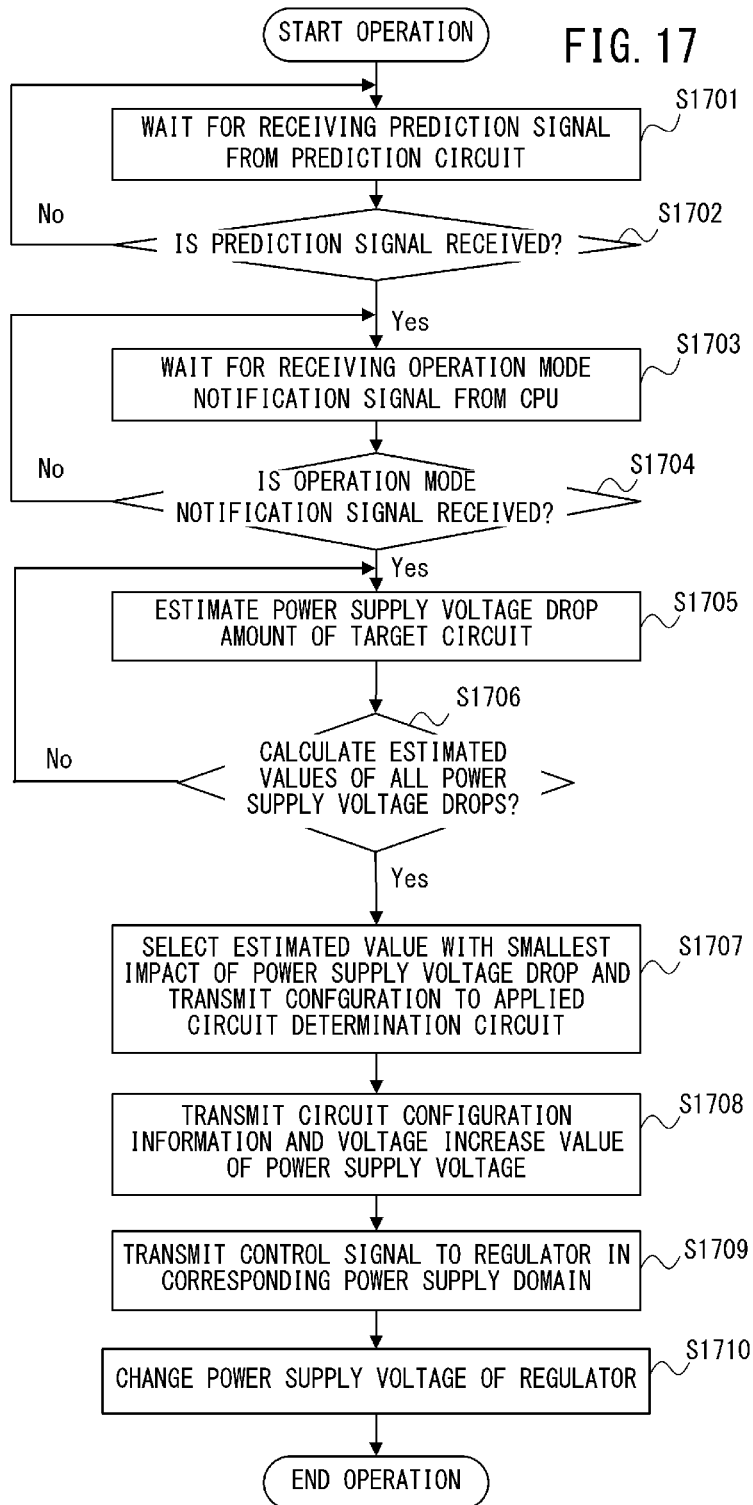 START OPERATION
FIG. 17
S1701
WAIT FOR RECEIVING PREDICTION SIGNAL
FROM PREDICTION CIRCUIT
No
S1702
IS PREDICTION SIGNAL RECEIVED?
Yes
S1703
WAIT FOR RECEIVING OPERATION MODE
NOTIFICATION SIGNAL FROM CPU
No
S1704
IS OPERATION MODE
NOTIFICATION SIGNAL RECEIVED?
Yes
S1705
ESTIMATE POWER SUPPLY VOLTAGE DROP
AMOUNT OF TARGET CIRCUIT
S1706
No
CALCULATE ESTIMATED
VALUES OF ALL POWER
SUPPLY VOLTAGE DROPS?
Yes
S1707
SELECT ESTIMATED VALUE WITH SMALLEST
IMPACT OF POWER SUPPLY VOLTAGE DROP AND
TRANSMIT CONFGURATION TO APPLIED
CIRCUIT DETERMINATION CIRCUIT
S1708
TRANSMIT CIRCUIT CONFIGURATION
INFORMATION AND VOLTAGE INCREASE VALUE
OF POWER SUPPLY VOLTAGE
S1709
TRANSMIT CONTROL SIGNAL TO REGULATOR IN
CORRESPONDING POWER SUPPLY DOMAIN
S1710
CHANGE POWER SUPPLY VOLTAGE OF REGULATOR
END OPERATION